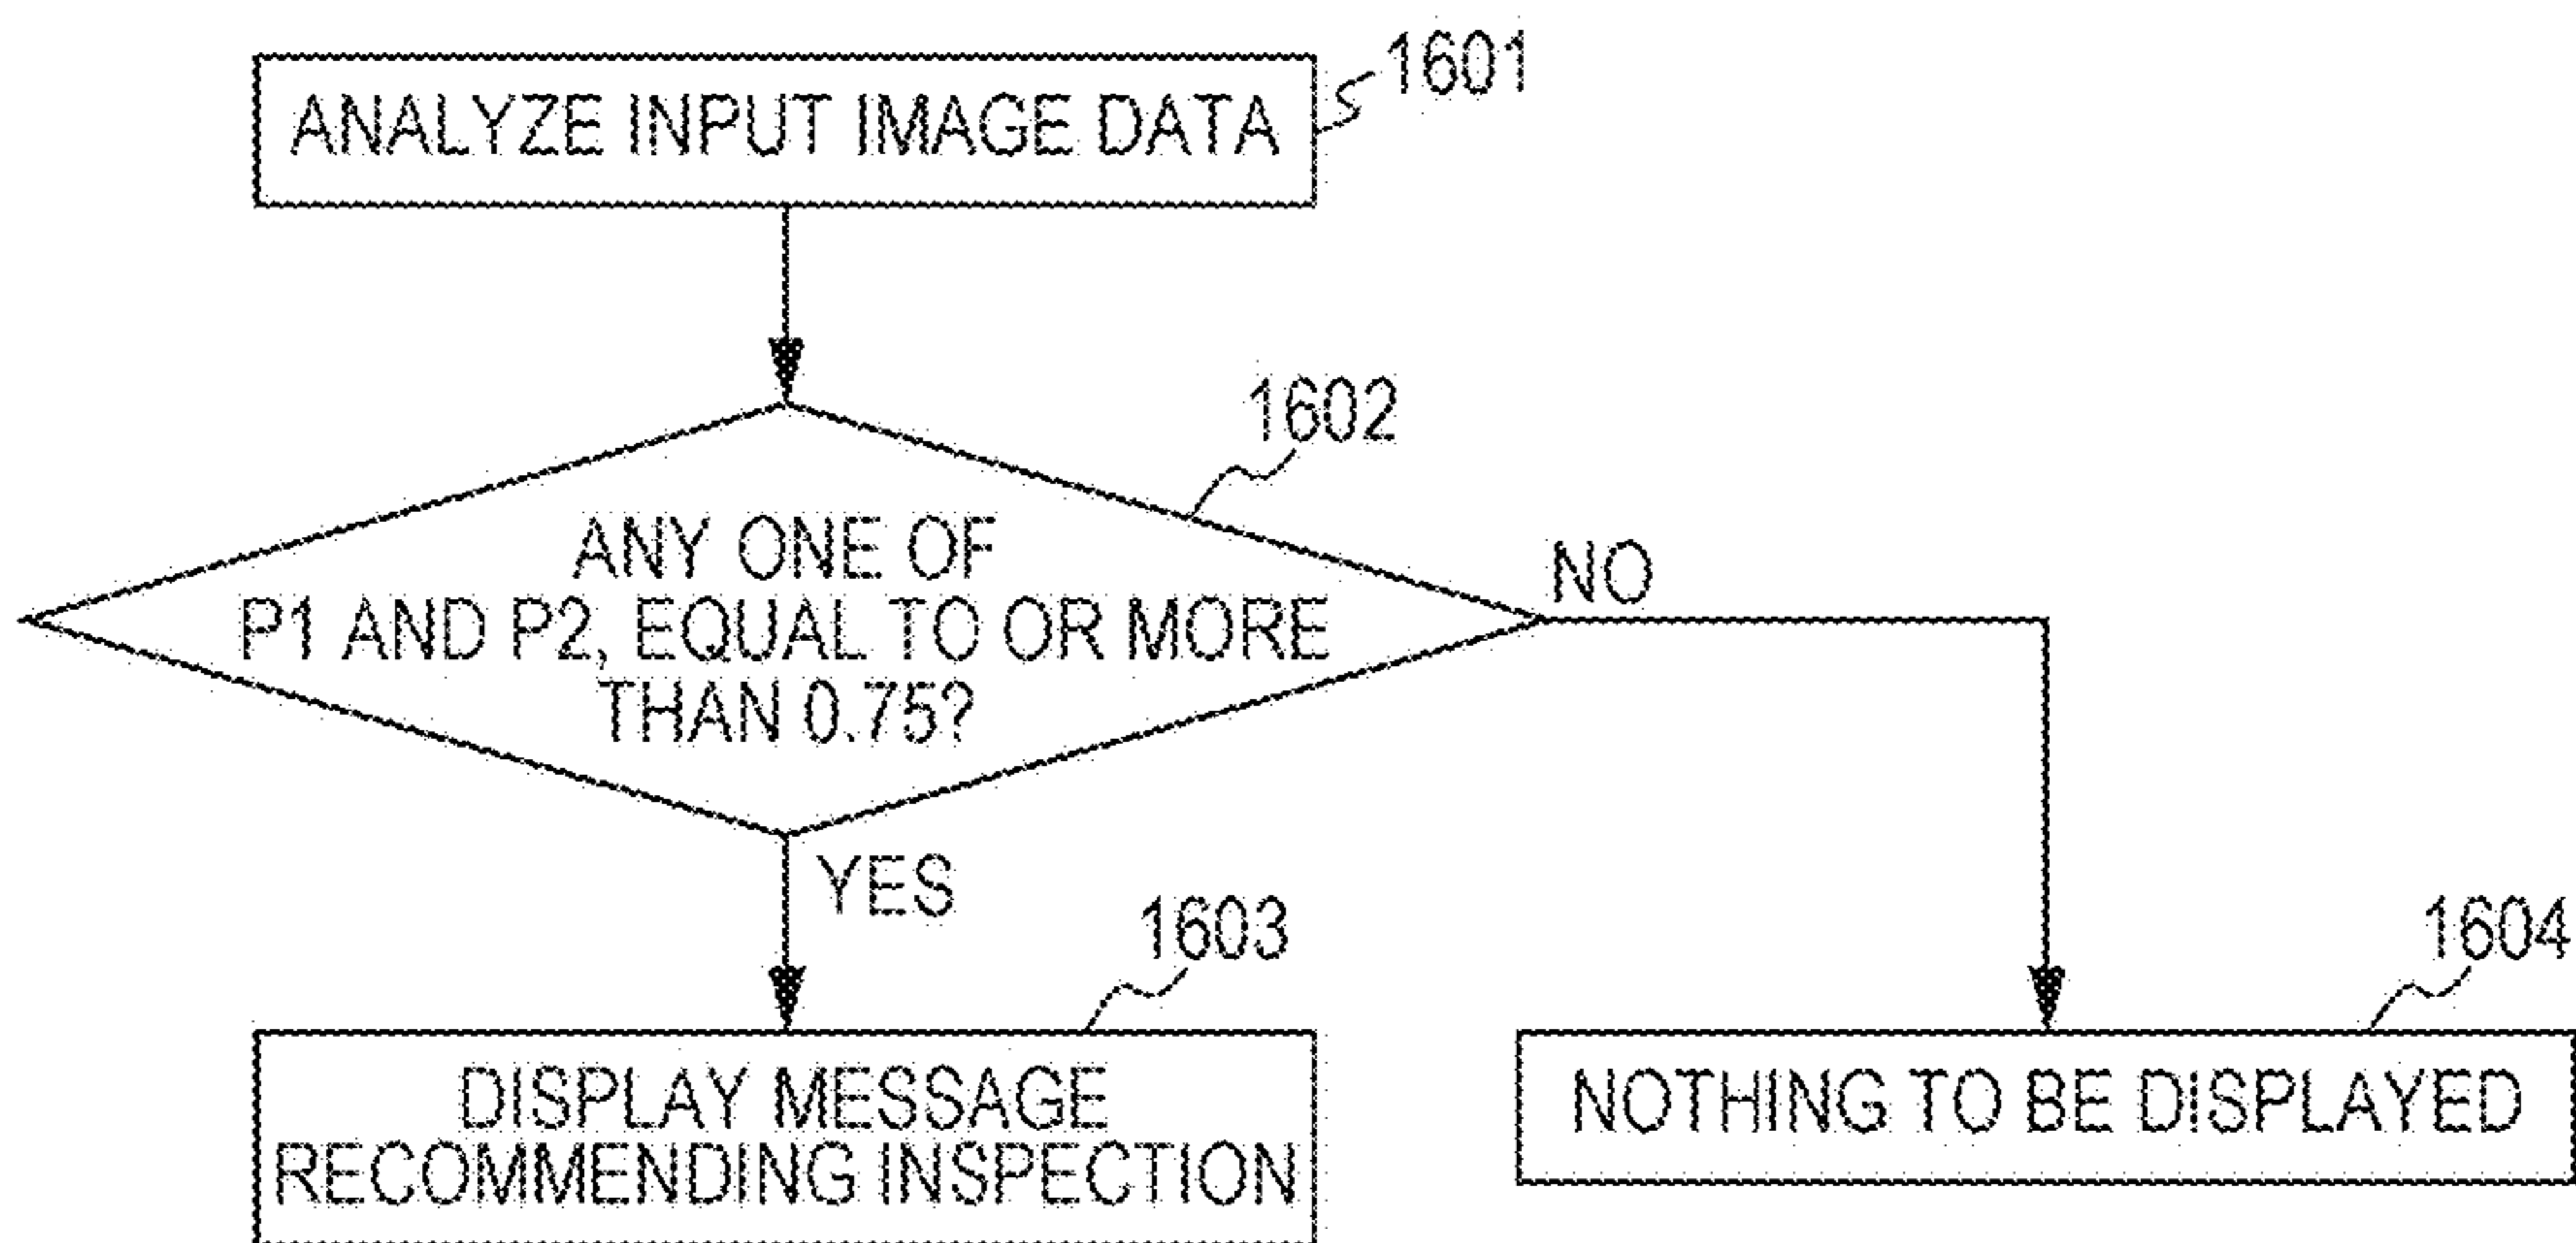 1601
ANALYZE INPUT IMAGE DATA
1602
ANY ONE OF
P1 AND P2, EQUAL TO OR MORE
THAN 0.75?
NO
YES
1603
DISPLAY MESSAGE
RECOMMENDING INSPECTION
1604
NOTHING TO BE DISPLAYED